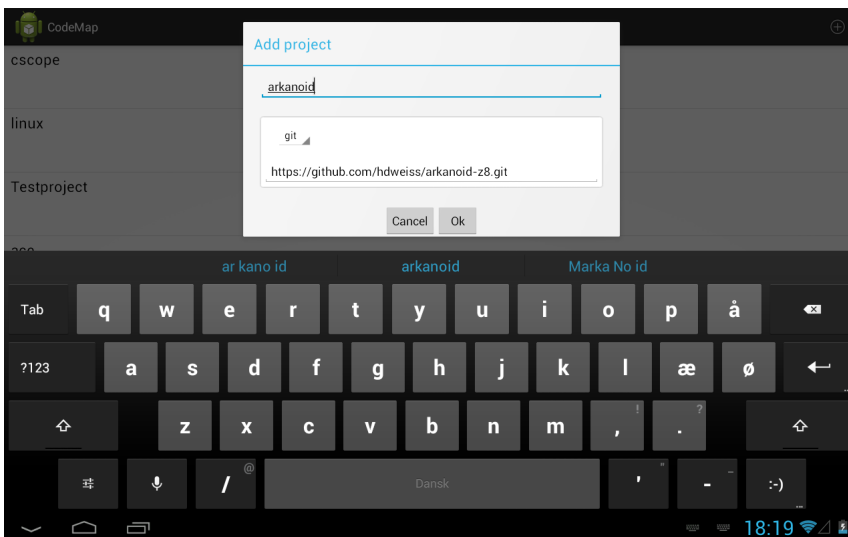 CodeMap
cscope
linux
Testproject
Add project
arkanoid
git
https://github.com/hdweiss/arkanoid-z8.git
Cancel Ok
ar kano id arkanoid Marka No id
Tab q w e r t y u i o p å
?123 a s d f g h j k l æ ø
z x c v b n m , ! . ?
/ @ Dansk ' " - _ :-)
18:19